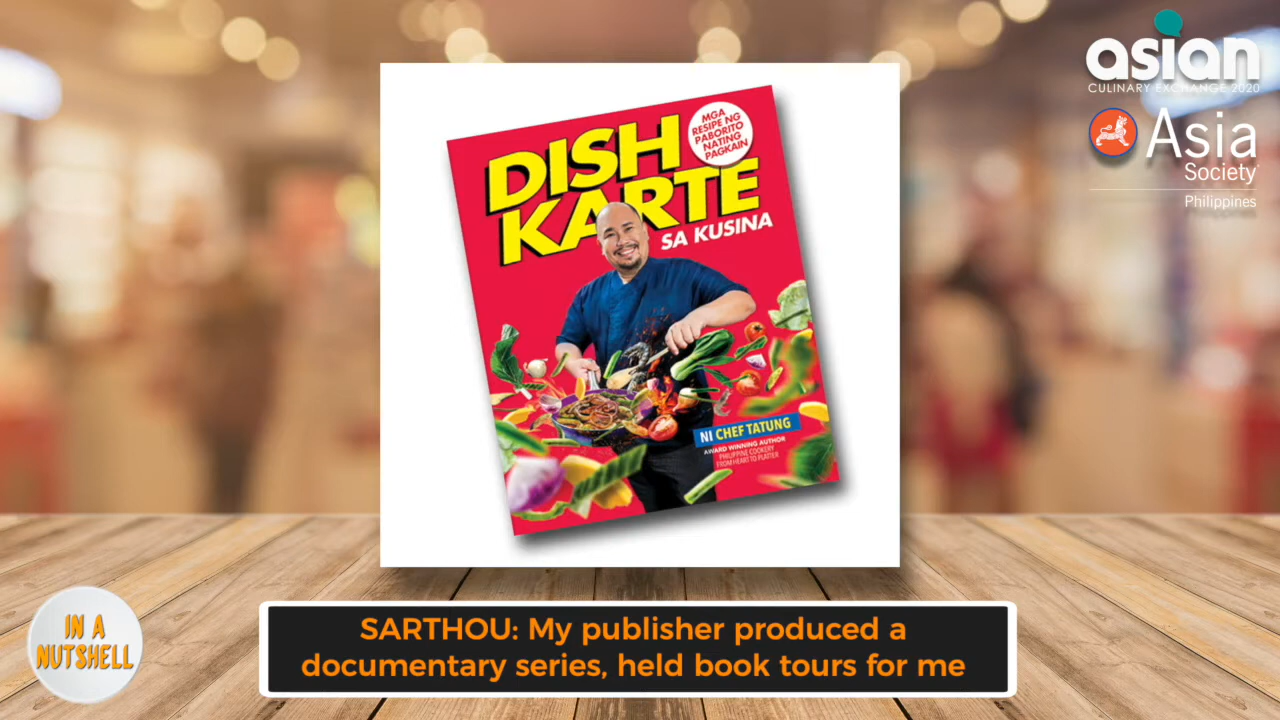 asian
CULINARY EXCHANGE 2020
Asia
Society
Philippines
MGA
RESIPE NG
PABORITO
NATING
PAGKAIN
DISH
KARTE
SA KUSINA
NI CHEF TATUNG
AWARD WINNING AUTHOR
PHILIPPINE COOKERY
FROM HEART TO PLATTER
IN A
NUTSHELL
SARTHOU: My publisher produced a
documentary series, held book tours for me